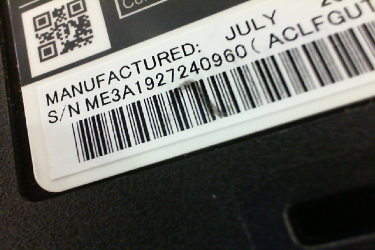 MANUFACTURED: JULY
S/N ME3A1927240960( ACLFGUT